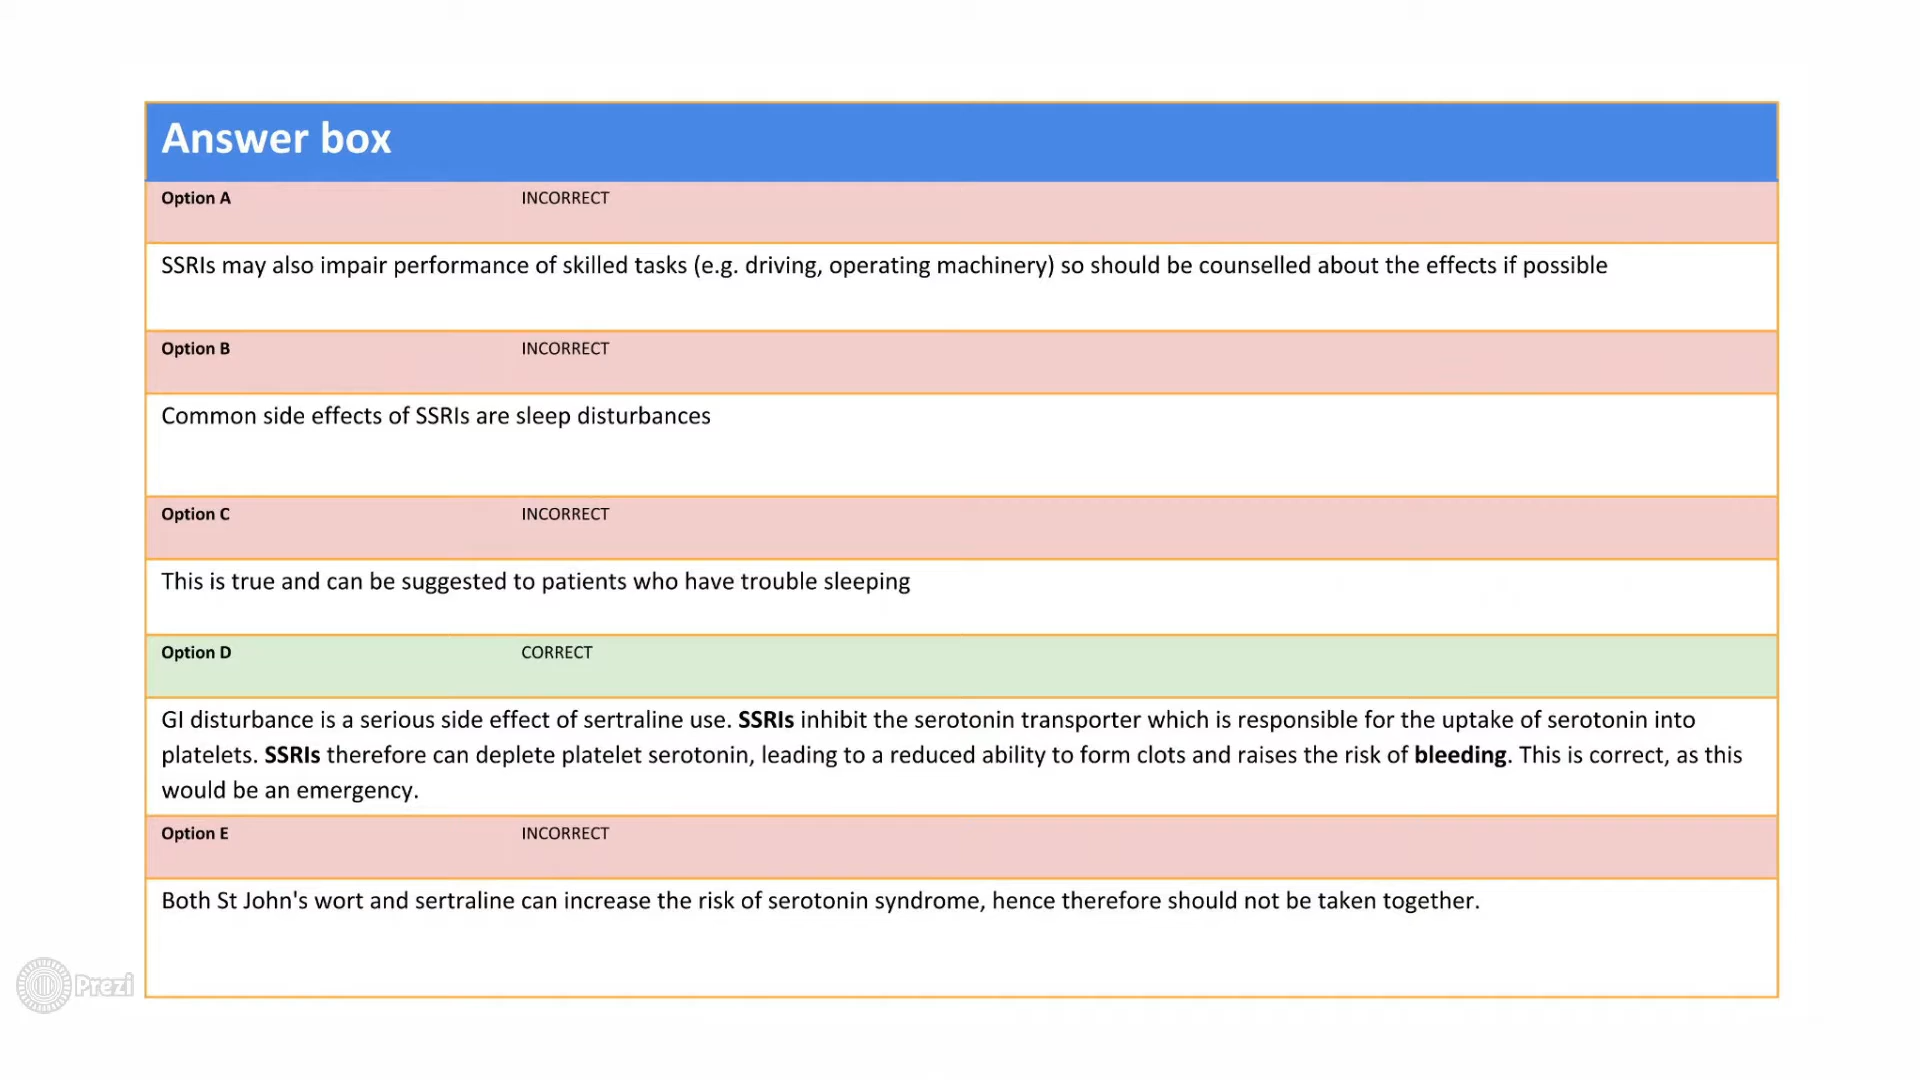 Answer box
Option A INCORRECT
SSRIs may also impair performance of skilled tasks (e.g. driving, operating machinery) so should be counselled about the effects if possible
Option B INCORRECT
Common side effects of SSRIs are sleep disturbances
Option C INCORRECT
This is true and can be suggested to patients who have trouble sleeping
Option D CORRECT
GI disturbance is a serious side effect of sertraline use. SSRIs inhibit the serotonin transporter which is responsible for the uptake of serotonin into
platelets. SSRIs therefore can deplete platelet serotonin, leading to a reduced ability to form clots and raises the risk of bleeding. This is correct, as this
would be an emergency.
Option E INCORRECT
Both St John's wort and sertraline can increase the risk of serotonin syndrome, hence therefore should not be taken together.
Prezi